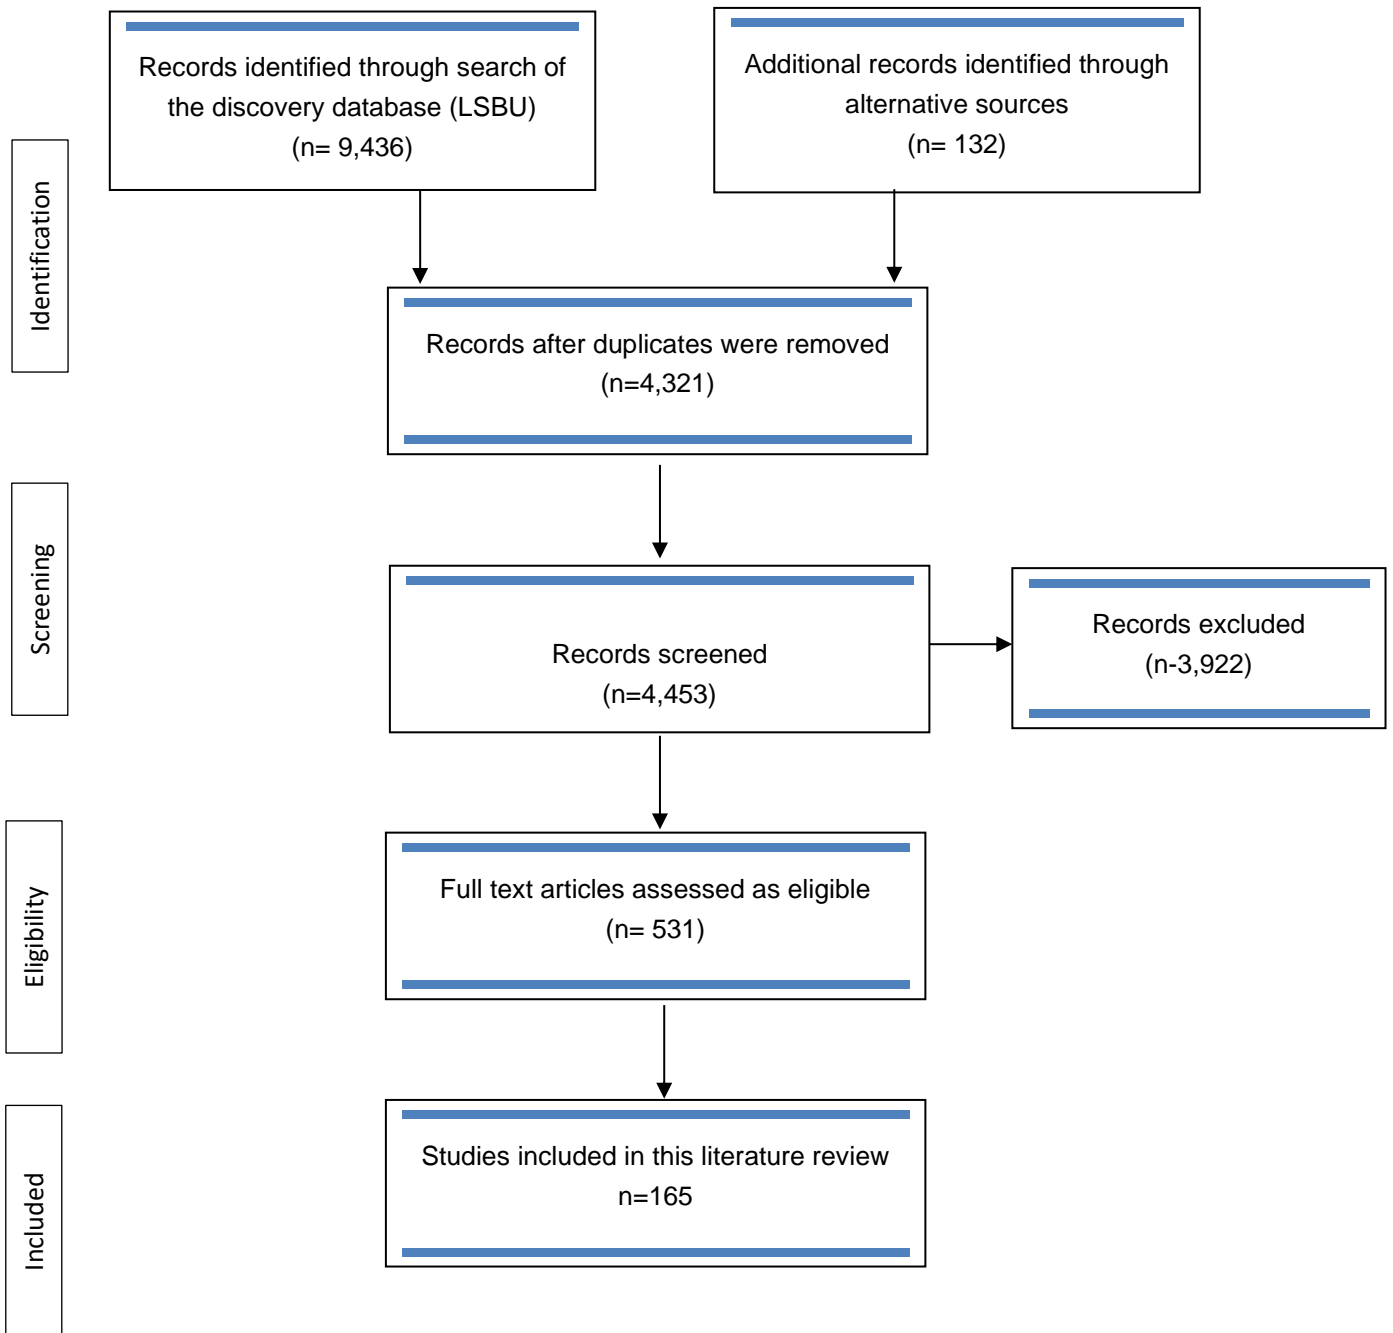 Records identified through search of
the discovery database (LSBU)
(n= 9,436)
Additional records identified through
alternative sources
(n= 132)
Identification
Records after duplicates were removed
(n=4,321)
Screening
Records screened
(n=4,453)
Records excluded
(n-3,922)
Eligibility
Full text articles assessed as eligible
(n= 531)
Included
Studies included in this literature review
n=165